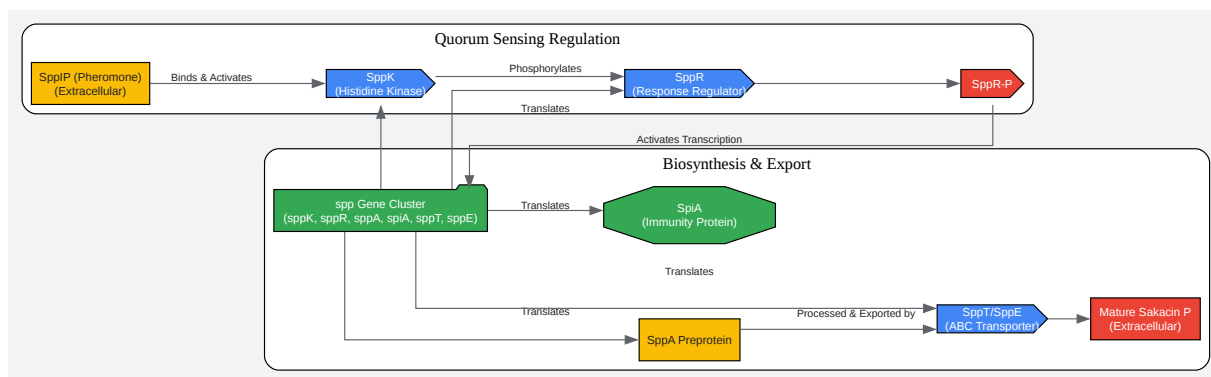 Quorum Sensing Regulation
SppIP (Pheromone)
(Extracellular)
Binds & Activates
SppK
(Histidine Kinase)
Phosphorylates
SppR
(Response Regulator)
SppR-P
Translates
Activates Transcription
Biosynthesis & Export
spp Gene Cluster
(sppK, sppR, sppA, spiA, sppT, sppE)
Translates
SpiA
(Immunity Protein)
Translates
Translates
Processed & Exported by
SppT/SppE
(ABC Transporter)
Mature Sakacin P
(Extracellular)
SppA Preprotein